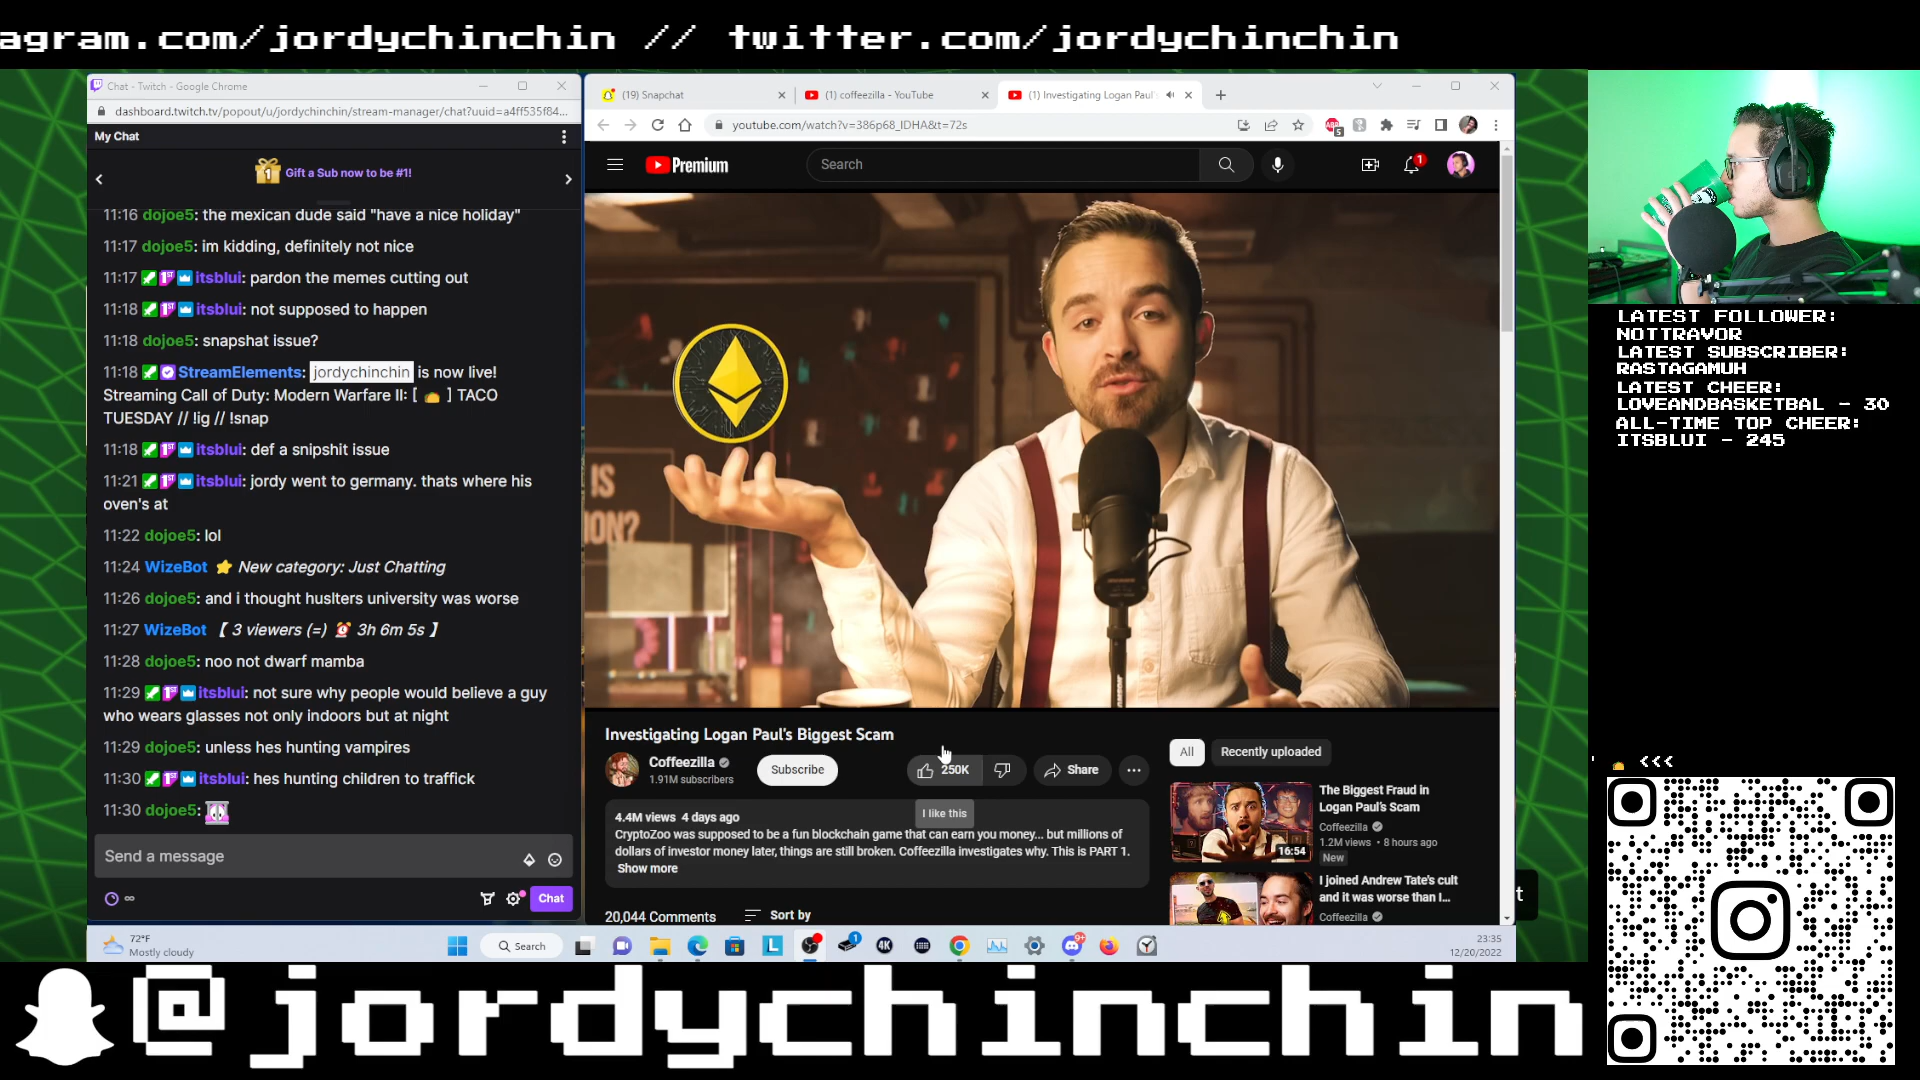 agram.com/jordychinchin // twitter.com/jordychinchin
Chat - Twitch - Google Chrome
dashboard.twitch.tv/popout/u/jordychinchin/stream-manager/chat?uuid=a4ff535f84...
My Chat
1
Gift a Sub now to be #1!
11:16 dojoe5: the mexican dude said "have a nice holiday"
11:17 dojoe5: im kidding, definitely not nice
11:17 itsblui: pardon the memes cutting out
11:18 itsblui: not supposed to happen
11:18 dojoe5: snapshat issue?
11:18 StreamElements: jordychinchin is now live!
Streaming Call of Duty: Modern Warfare II: [ 🌮 ] TACO
TUESDAY // !ig // !snap
11:18 itsblui: def a snipshit issue
11:21 itsblui: jordy went to germany. thats where his
oven's at
11:22 dojoe5: lol
11:24 WizeBot ⭐ New category: Just Chatting
11:26 dojoe5: and i thought huslters university was worse
11:27 WizeBot 【 3 viewers (=) ⏰ 3h 6m 5s 】
11:28 dojoe5: noo not dwarf mamba
11:29 itsblui: not sure why people would believe a guy
who wears glasses not only indoors but at night
11:29 dojoe5: unless hes hunting vampires
11:30 itsblui: hes hunting children to traffick
11:30 dojoe5:
Send a message
∞
Chat
(19) Snapchat
(1) coffeezilla - YouTube
(1) Investigating Logan Paul'
youtube.com/watch?v=386p68_lDHA&t=72s
ABP
5
Premium
Search
1
IS
ION?
Investigating Logan Paul's Biggest Scam
Coffeezilla
1.91M subscribers
Subscribe
250K
Share
I like this
4.4M views 4 days ago
CryptoZoo was supposed to be a fun blockchain game that can earn you money... but millions of
dollars of investor money later, things are still broken. Coffeezilla investigates why. This is PART 1.
Show more
20,044 Comments
Sort by
All
Recently uploaded
16:54
The Biggest Fraud in
Logan Paul's Scam
Coffeezilla
1.2M views • 8 hours ago
New
I joined Andrew Tate's cult
and it was worse than I...
Coffeezilla
t
72°F
Mostly cloudy
Search
L
1
4K
9+
23:35
12/20/2022
LATEST FOLLOWER:
NOTTRAVOR
LATEST SUBSCRIBER:
RASTAGAMUH
LATEST CHEER:
LOVEANDBASKETBAL - 30
ALL-TIME TOP CHEER:
ITSBLUI - 245
🌮 <<<
@jordychinchin